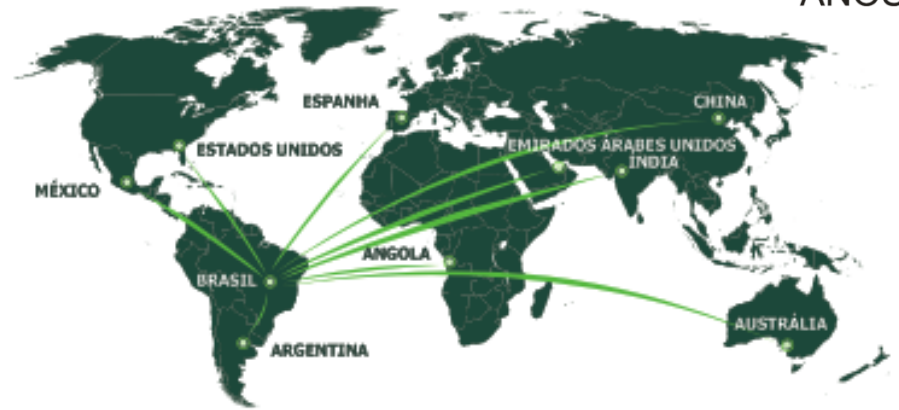 ESPANHA
CHINA
ESTADOS UNIDOS
EMIRADOS ÁRABES UNIDOS
ÍNDIA
MÉXICO
ANGOLA
BRASIL
AUSTRÁLIA
ARGENTINA